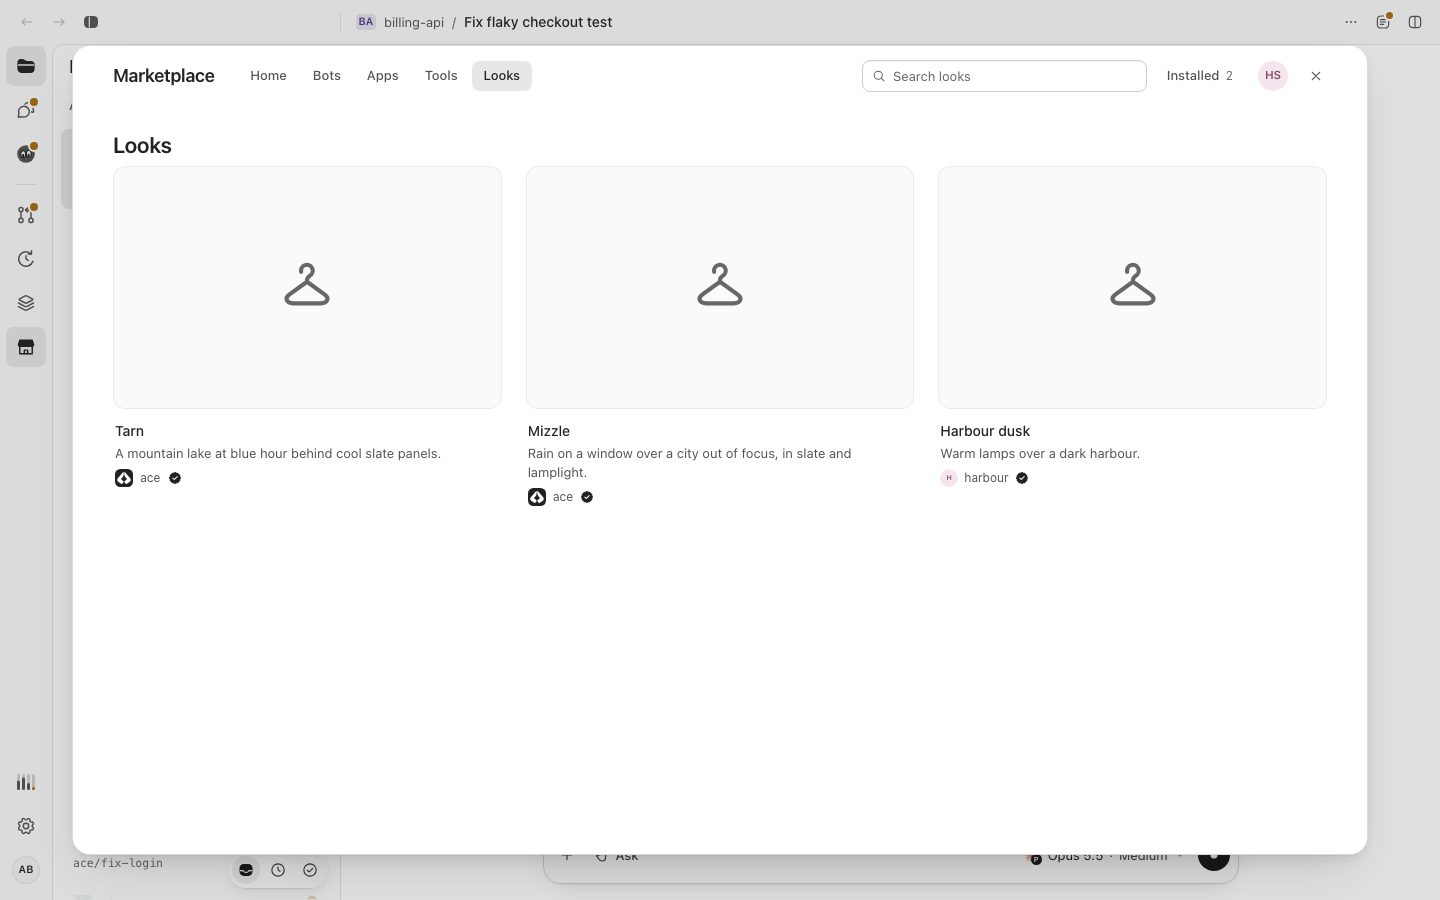 BA billing-api / Fix flaky checkout test
Marketplace Home Bots Apps Tools Looks Search looks Installed 2 HS
Looks
Tarn
A mountain lake at blue hour behind cool slate panels.
ace
Mizzle
Rain on a window over a city out of focus, in slate and
lamplight.
ace
Harbour dusk
Warm lamps over a dark harbour.
H harbour
AB
ace/fix-login
Ask
Opus 5.5 · Medium